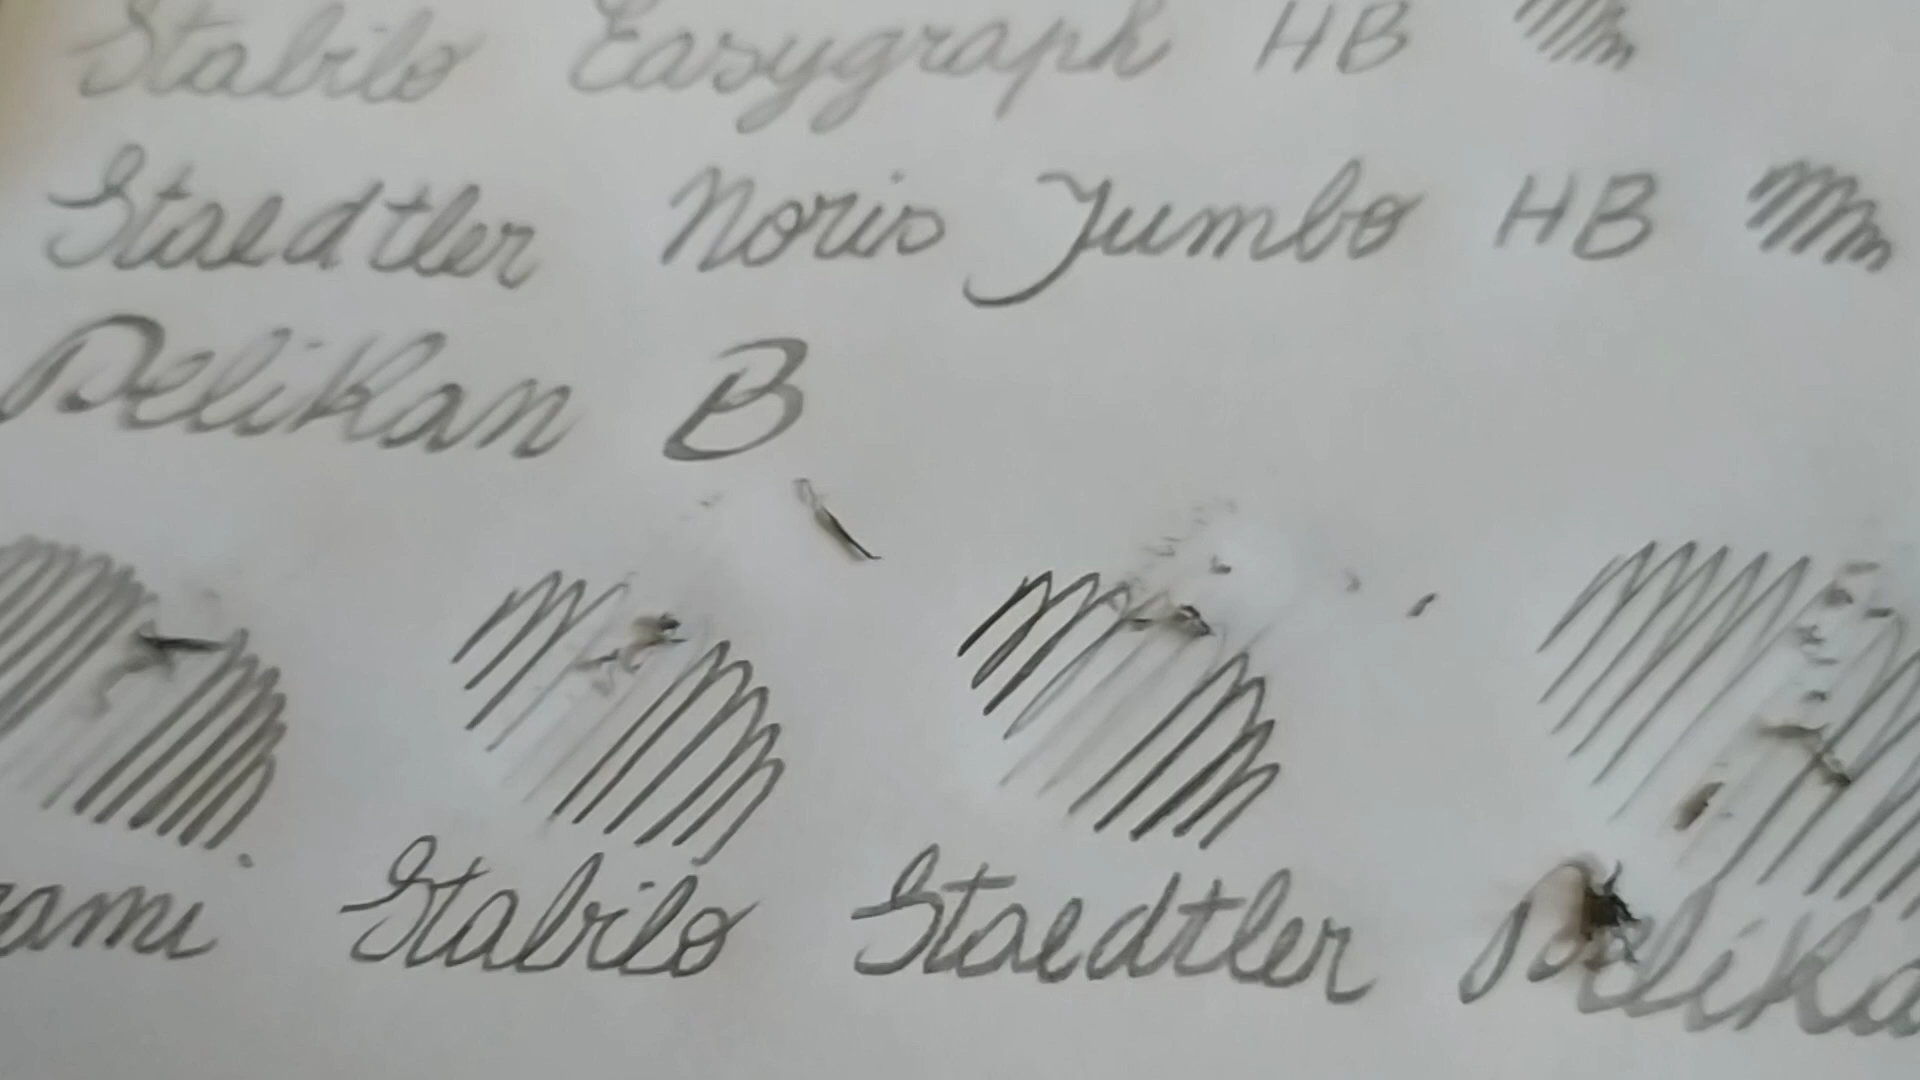 Stabilo Easygraph HB
Staedtler Noris Jumbo HB
Pelikan B
Stabilo Staedtler